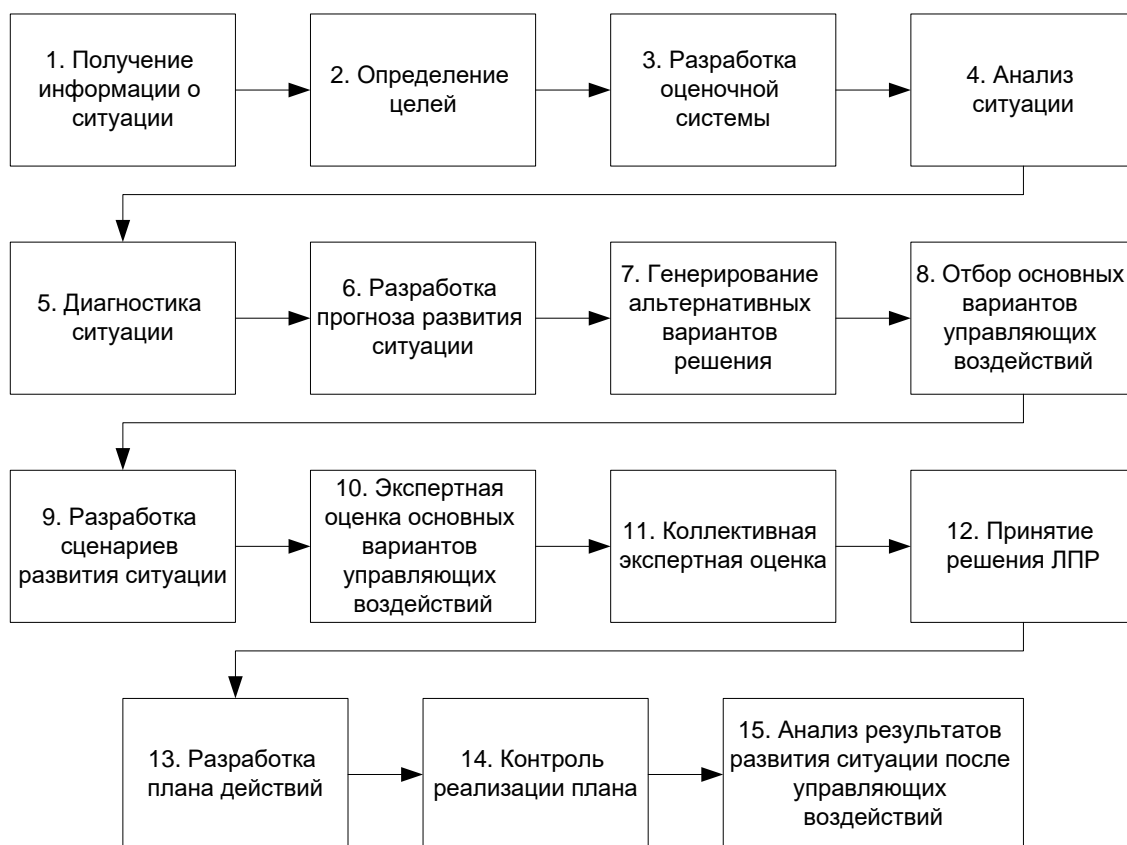 1. Получение
информации о
ситуации
2. Определение
целей
3. Разработка
оценочной
системы
4. Анализ
ситуации
5. Диагностика
ситуации
6. Разработка
прогноза развития
ситуации
7. Генерирование
альтернативных
вариантов
решения
8. Отбор основных
вариантов
управляющих
воздействий
9. Разработка
сценариев
развития ситуации
10. Экспертная
оценка основных
вариантов
управляющих
воздействий
11. Коллективная
экспертная оценка
12. Принятие
решения ЛПР
13. Разработка
плана действий
14. Контроль
реализации плана
15. Анализ результатов
развития ситуации после
управляющих
воздействий